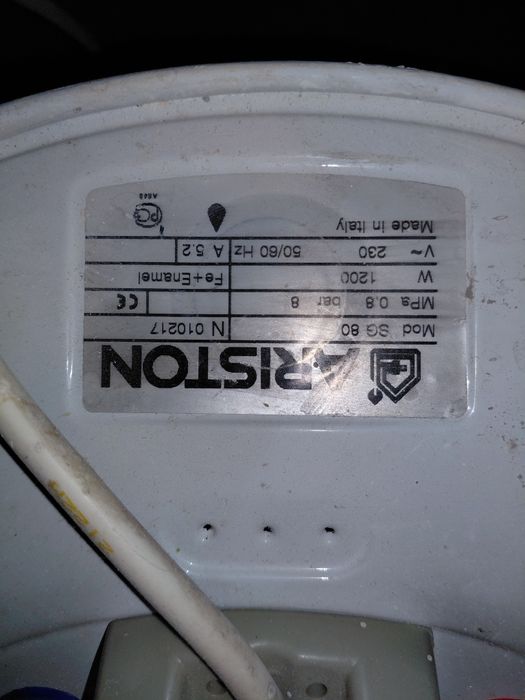 ARISTON
Mod SG 80 N 010217
MPa 0.8 bar 8 CE
W 1200 Fe+Enamel
V~ 230 50/60 Hz A 5.2
Made in Italy